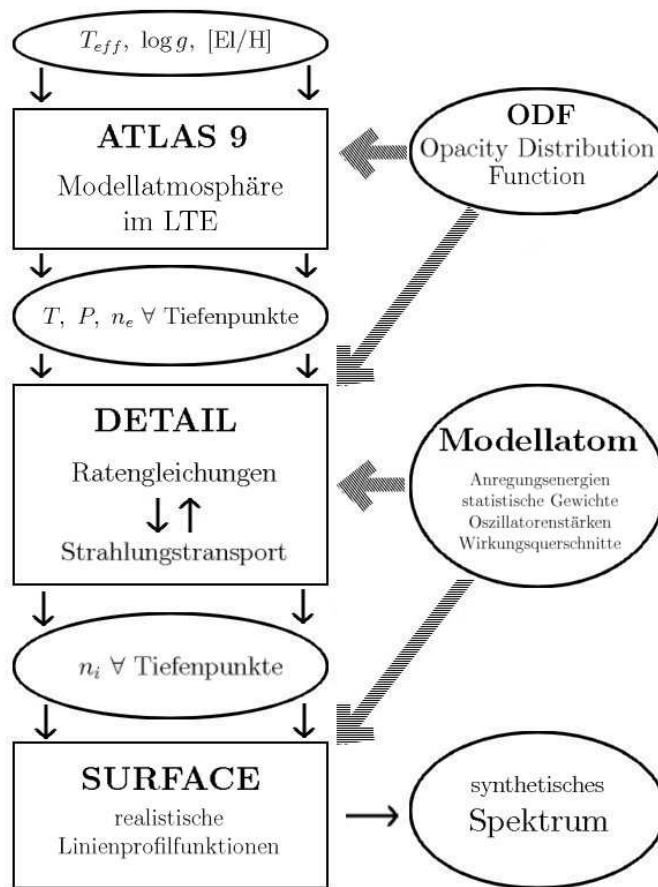 T_eff, log g, [El/H]
ATLAS 9
Modellatmosphäre
im LTE
ODF
Opacity Distribution
Function
T, P, n_e ∀ Tiefenpunkte
DETAIL
Ratengleichungen
↓↑
Strahlungstransport
Modellatom
Anregungsenergien
statistische Gewichte
Oszillatorenstärken
Wirkungsquerschnitte
n_i ∀ Tiefenpunkte
SURFACE
realistische
Linienprofilfunktionen
synthetisches
Spektrum